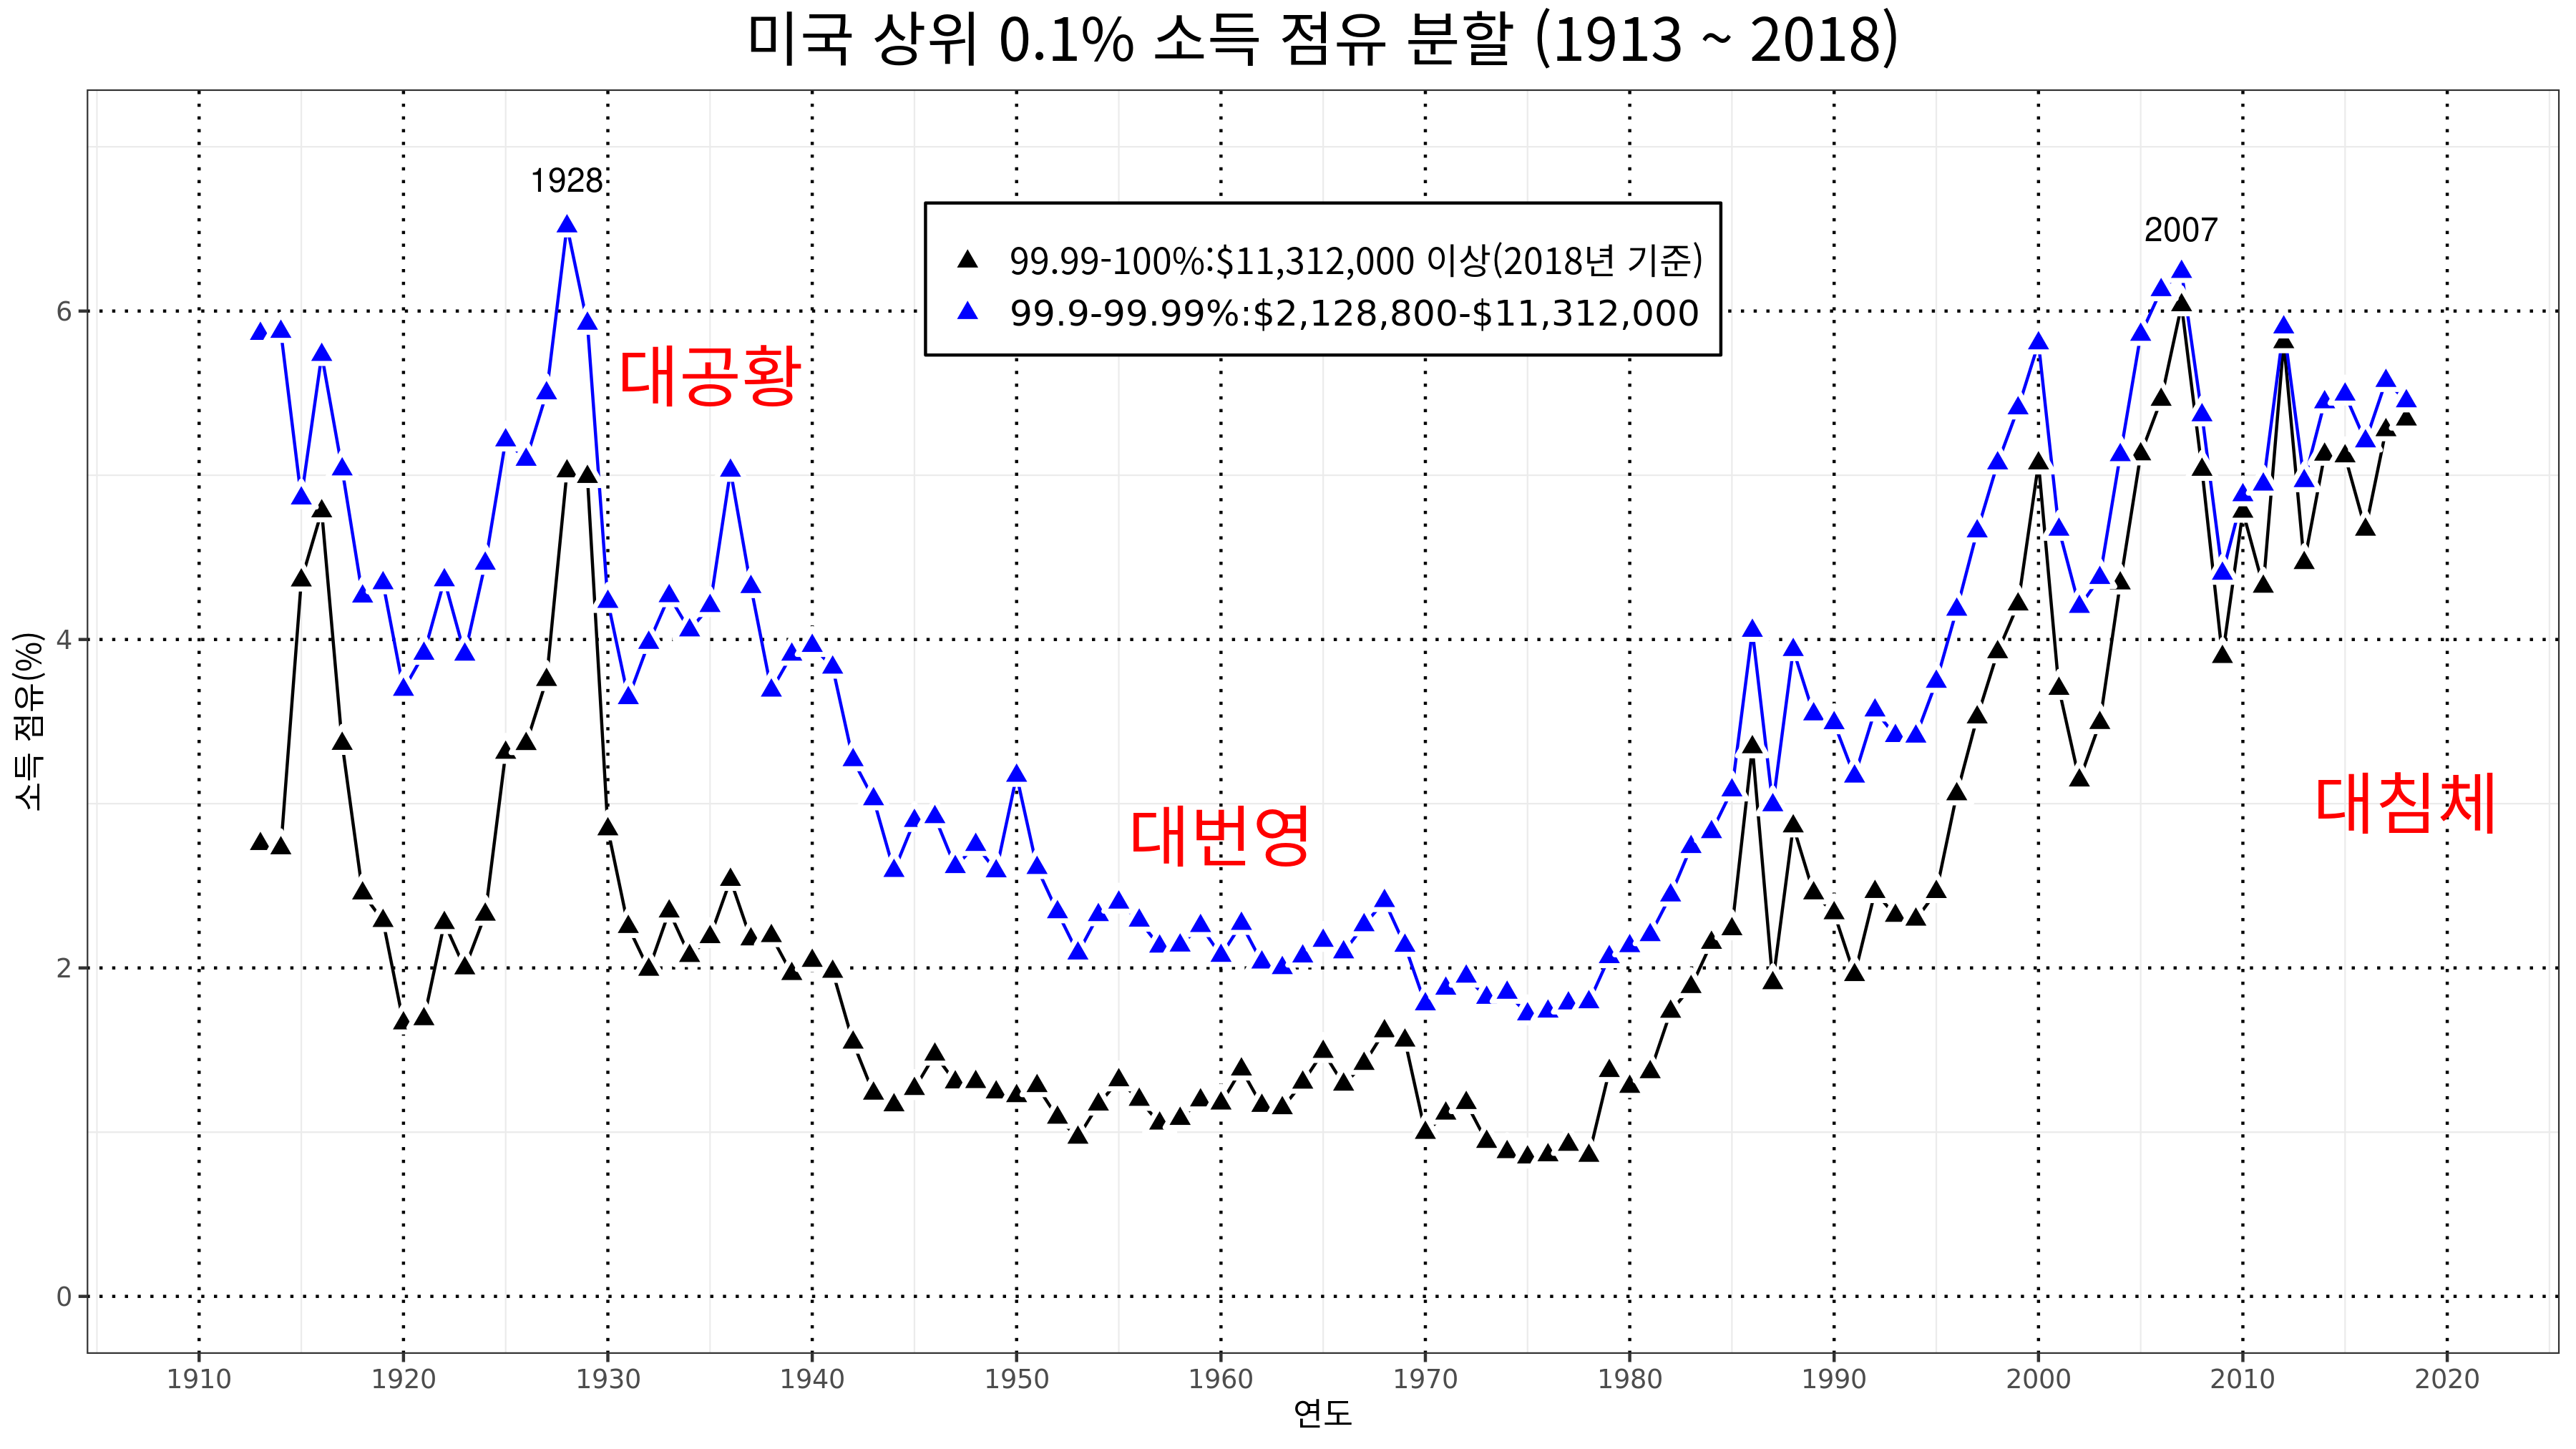 미국 상위 0.1% 소득 점유 분할 (1913 ~ 2018)
1928
2007
99.99-100%:$11,312,000 이상(2018년 기준)
99.9-99.99%:$2,128,800-$11,312,000
대공황
대번영
대침체
소득 점유(%)
6
4
2
0
1910 1920 1930 1940 1950 1960 1970 1980 1990 2000 2010 2020
연도